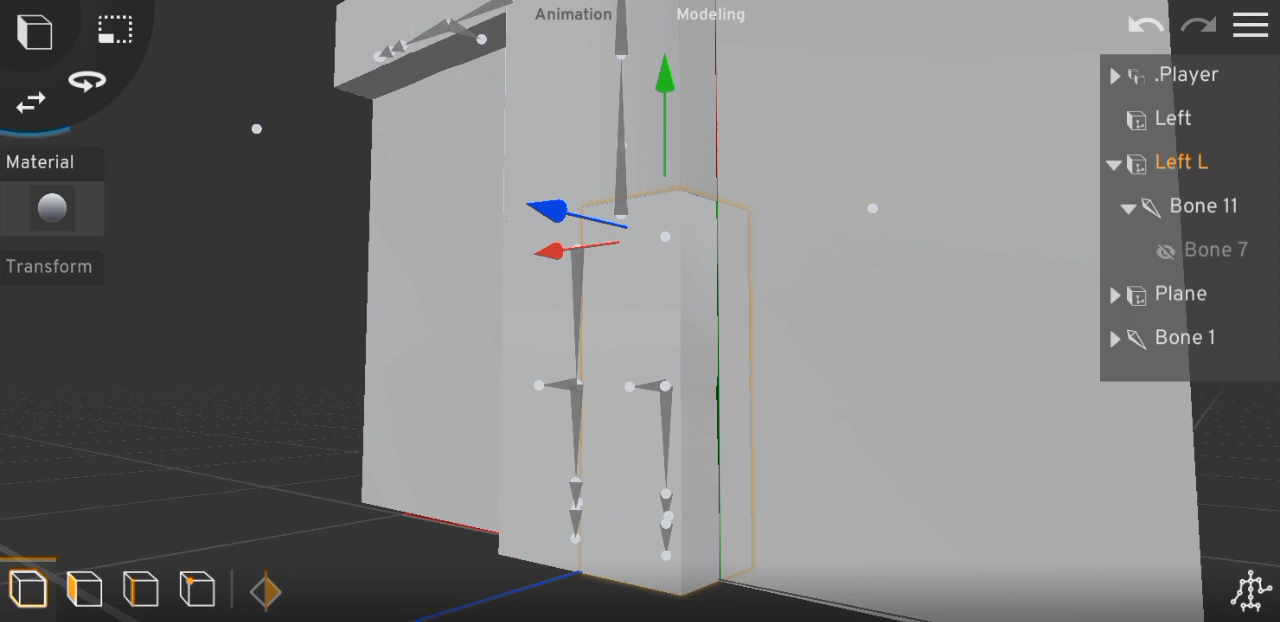 Animation
Modeling
Material
Transform
.Player
Left
Left L
Bone 11
Bone 7
Plane
Bone 1